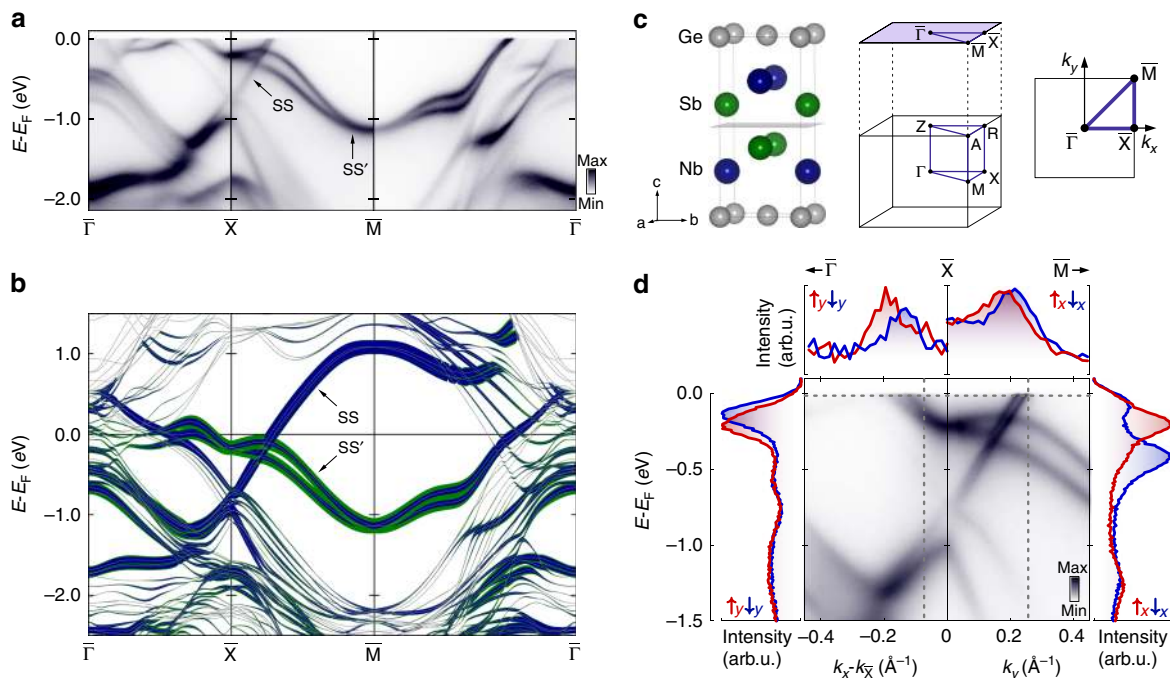 a
E-E_F (eV)
0.0
−1.0
−2.0
SS
SS′
Max
Min
Γ̅
X̅
M̅
Γ̅
b
E-E_F (eV)
1.0
0.0
−1.0
−2.0
SS
SS′
Γ̅
X̅
M̅
Γ̅
c
Ge
Sb
Nb
c
a
b
Γ̅
X̅
M̅
Z
R
A
Γ
X
M
k_y
M̅
Γ̅
X̅
k_x
d
Γ̅
X̅
M̅
Intensity
(arb.u.)
↑y↓y
↑x↓x
E-E_F (eV)
0.0
−0.5
−1.0
−1.5
Max
Min
↑y↓y
↑x↓x
Intensity
(arb.u.)
−0.4
−0.2
0
0.2
0.4
Intensity
(arb.u.)
k_x-k_X̅ (Å⁻¹)
k_y (Å⁻¹)